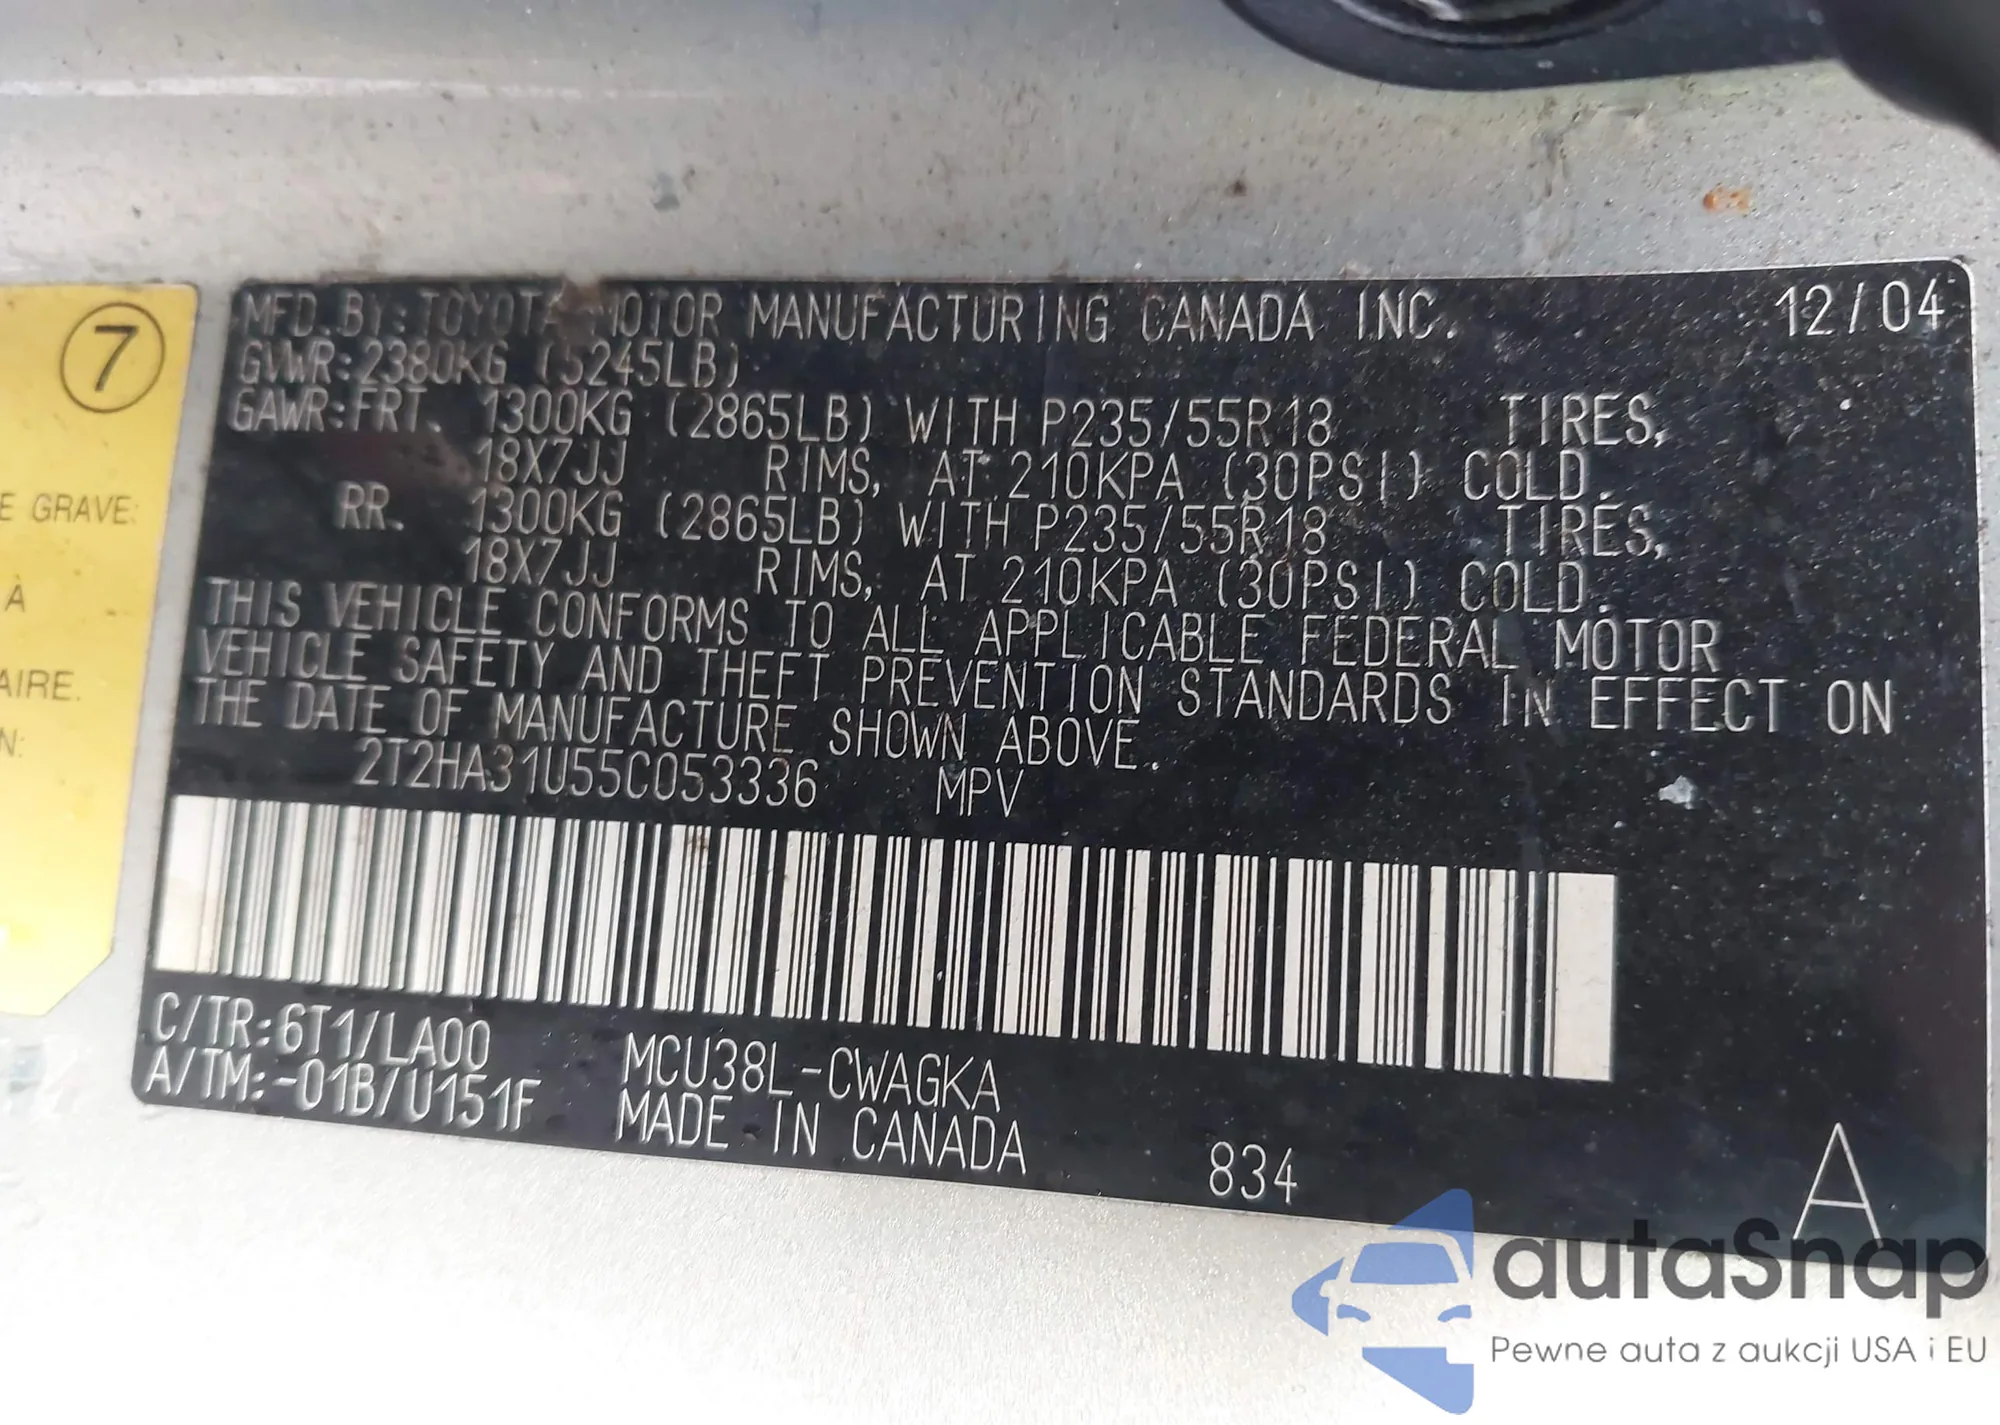 7
E GRAVE:
À
AIRE.
N:
MFD. BY: TOYOTA MOTOR MANUFACTURING CANADA INC. 12/04
GVWR: 2380KG (5245LB)
GAWR: FRT. 1300KG (2865LB) WITH P235/55R18 TIRES,
18X7JJ RIMS, AT 210KPA (30PSI) COLD.
RR. 1300KG (2865LB) WITH P235/55R18 TIRES,
18X7JJ RIMS, AT 210KPA (30PSI) COLD.
THIS VEHICLE CONFORMS TO ALL APPLICABLE FEDERAL MOTOR
VEHICLE SAFETY AND THEFT PREVENTION STANDARDS IN EFFECT ON
THE DATE OF MANUFACTURE SHOWN ABOVE.
2T2HA31U55C053336 MPV
C/TR: 6T1/LA00 MCU38L-CWAGKA
A/TM: -01B/U151F MADE IN CANADA 834 A
autaSnap
Pewne auta z aukcji USA i EU